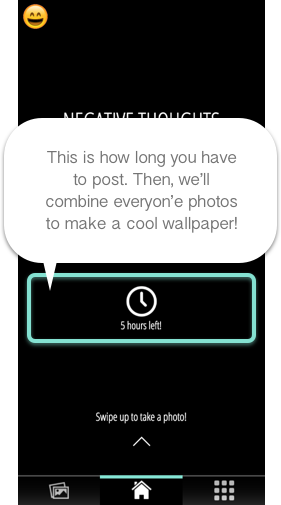 NEGATIVE THOUGHTS
This is how long you have
to post. Then, we'll
combine everyon'e photos
to make a cool wallpaper!
5 hours left!
Swipe up to take a photo!